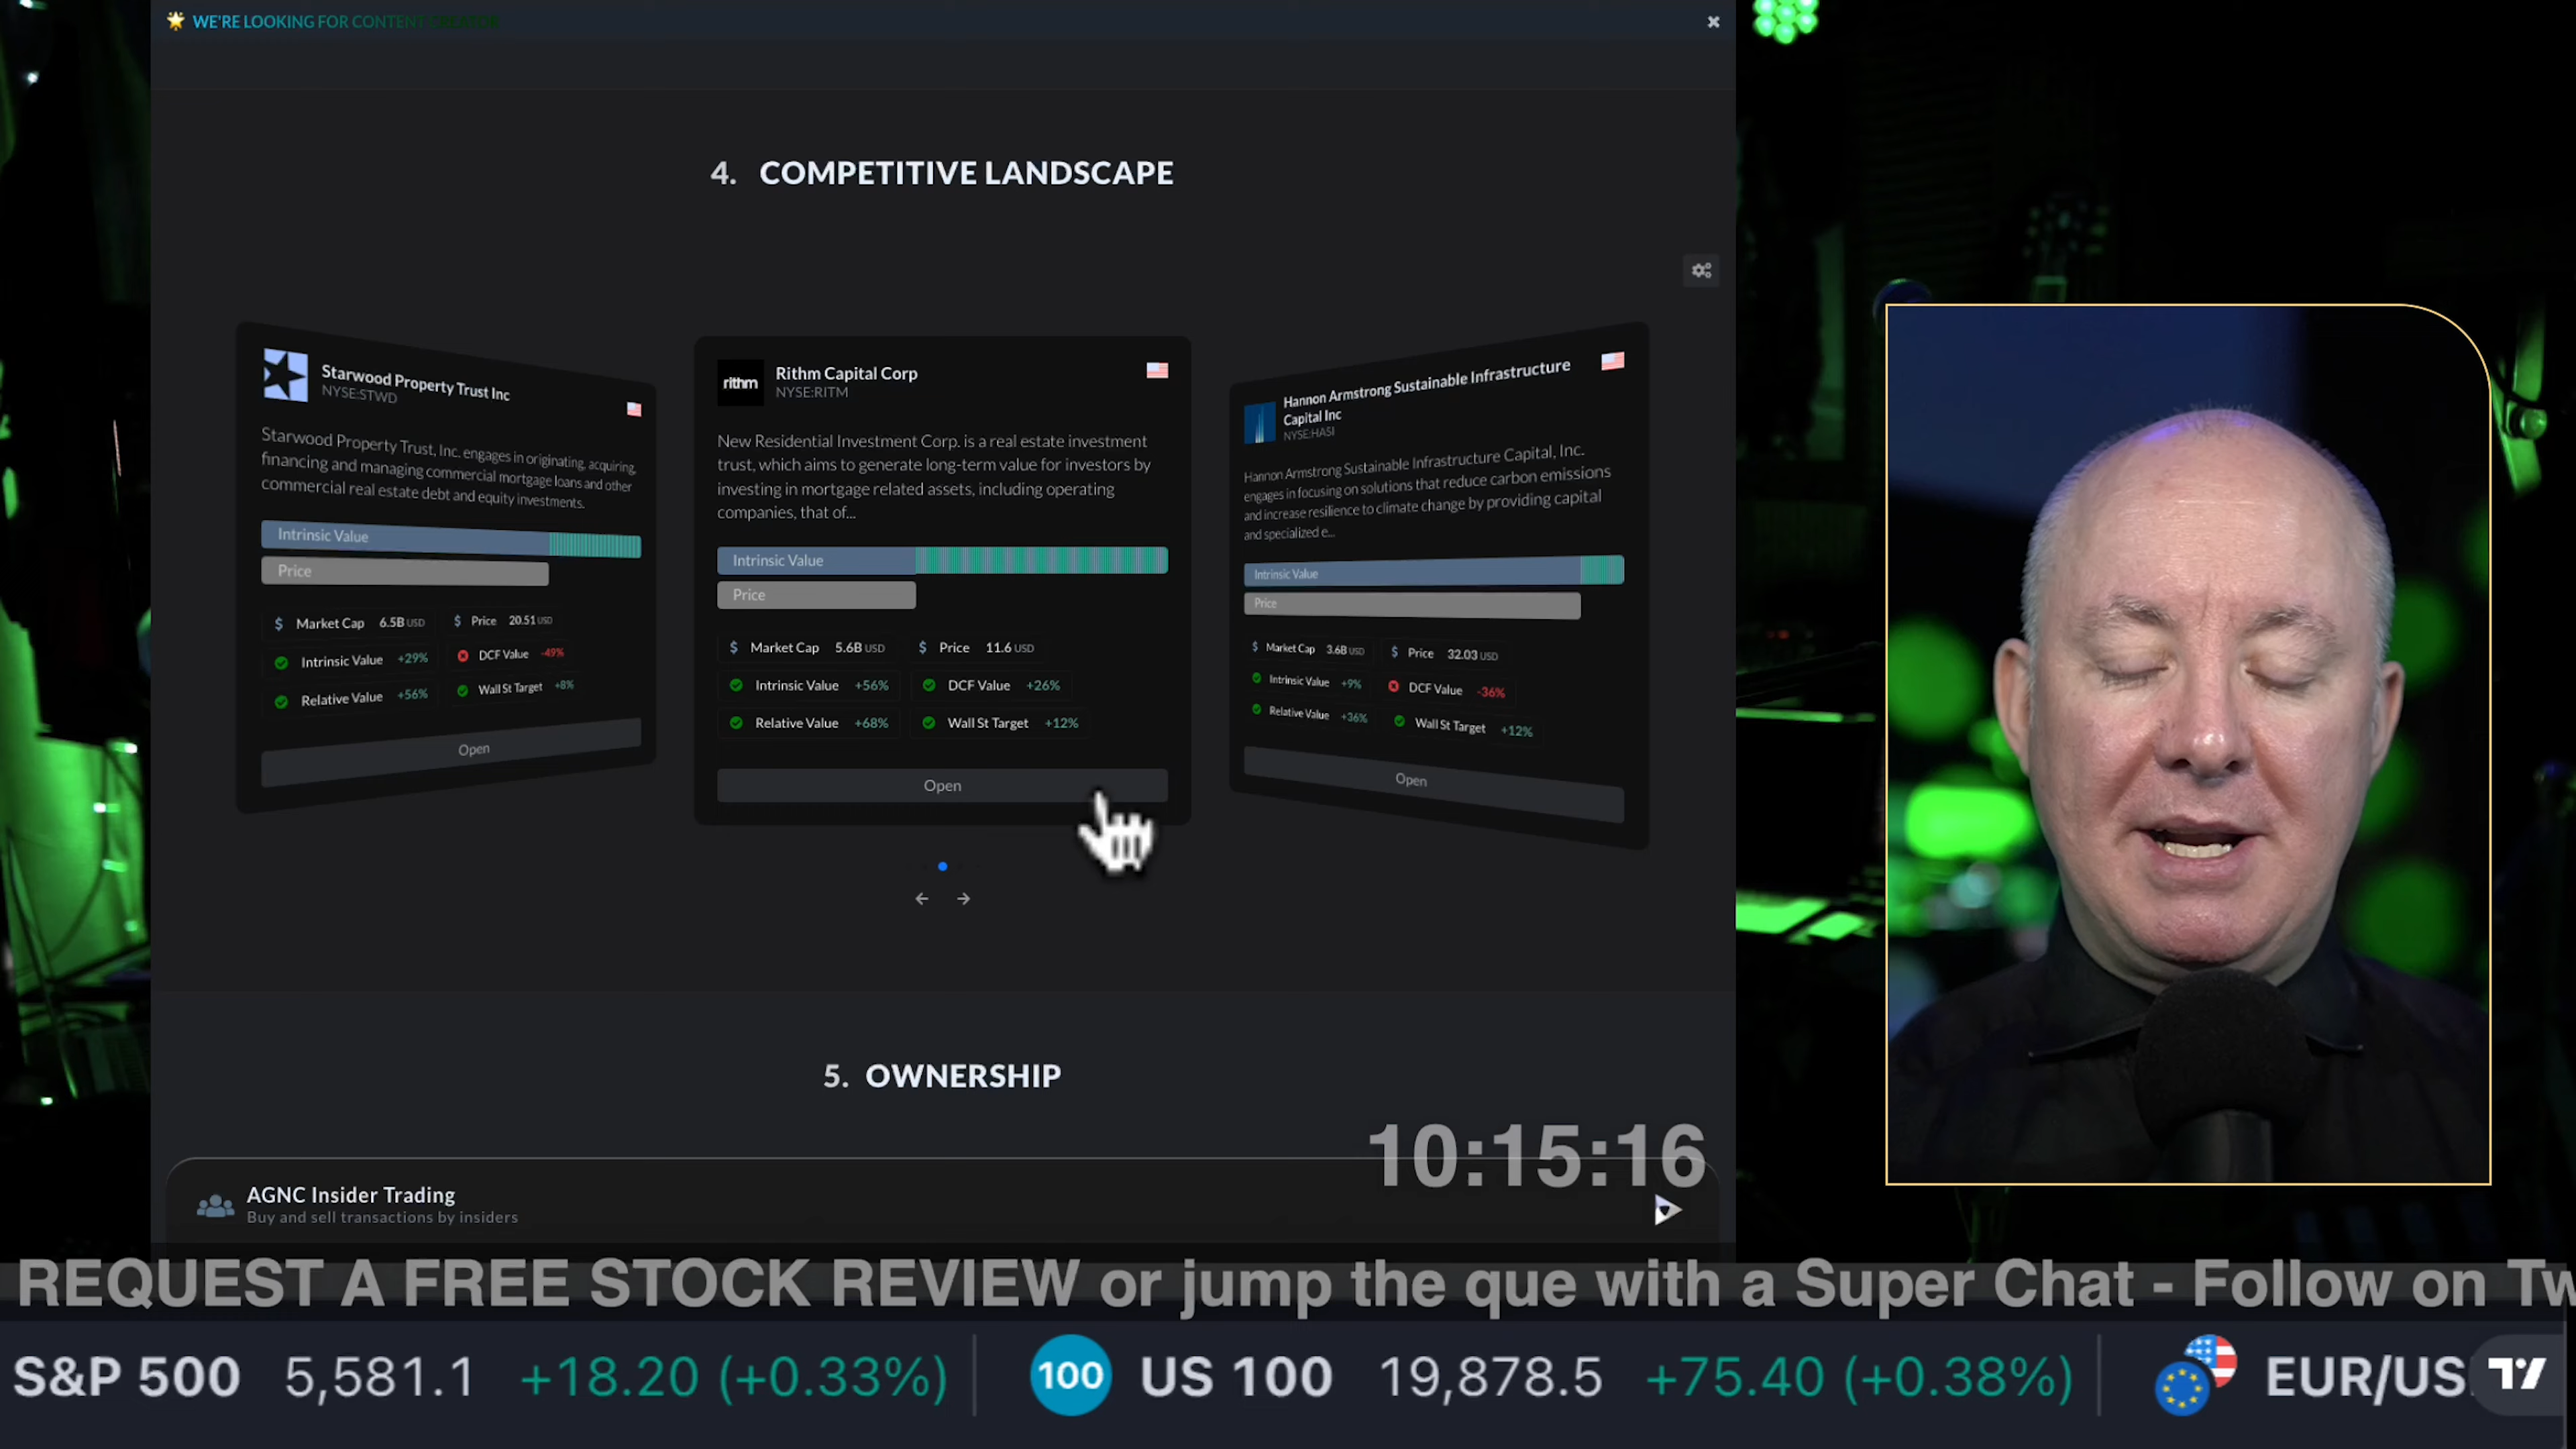 WE'RE LOOKING FOR CONTENT CREATOR
4. COMPETITIVE LANDSCAPE
Starwood Property Trust Inc
NYSE:STWD
Starwood Property Trust, Inc. engages in originating, acquiring,
financing and managing commercial mortgage loans and other
commercial real estate debt and equity investments.
Intrinsic Value
Price
$ Market Cap 6.5B USD $ Price 20.51 USD
Intrinsic Value +29% DCF Value -49%
Relative Value +56% Wall St Target +8%
Open
rithm
Rithm Capital Corp
NYSE:RITM
New Residential Investment Corp. is a real estate investment
trust, which aims to generate long-term value for investors by
investing in mortgage related assets, including operating
companies, that of...
Intrinsic Value
Price
$ Market Cap 5.6B USD $ Price 11.6 USD
Intrinsic Value +56% DCF Value +26%
Relative Value +68% Wall St Target +12%
Open
Hannon Armstrong Sustainable Infrastructure
Capital Inc
NYSE:HASI
Hannon Armstrong Sustainable Infrastructure Capital, Inc.
engages in focusing on solutions that reduce carbon emissions
and increase resilience to climate change by providing capital
and specialized e...
Intrinsic Value
Price
$ Market Cap 3.6B USD $ Price 32.03 USD
Intrinsic Value +9% DCF Value -36%
Relative Value +36% Wall St Target +12%
Open
5. OWNERSHIP
10:15:16
AGNC Insider Trading
Buy and sell transactions by insiders
REQUEST A FREE STOCK REVIEW or jump the que with a Super Chat - Follow on Tw
S&P 500 5,581.1 +18.20 (+0.33%) 100 US 100 19,878.5 +75.40 (+0.38%) EUR/US